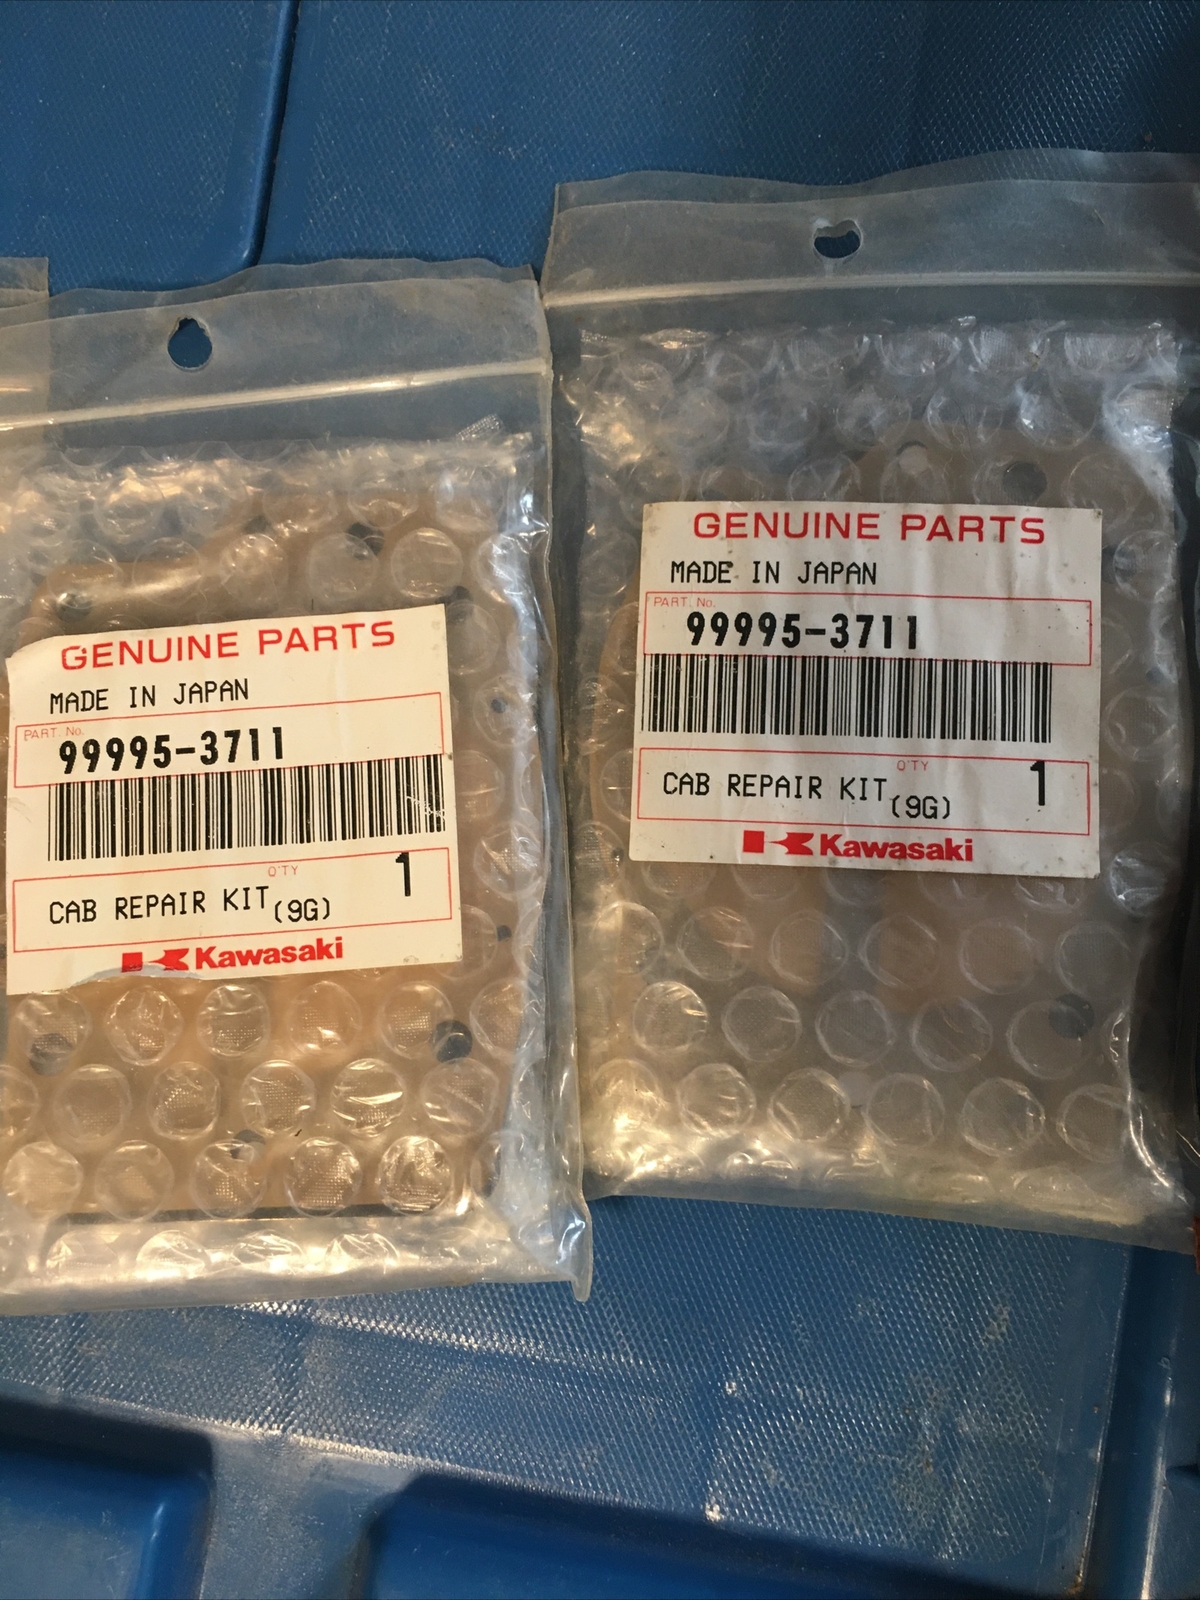 GENUINE PARTS
MADE IN JAPAN
PART. No.
99995-3711
Q'TY
CAB REPAIR KIT (9G) 1
Kawasaki
GENUINE PARTS
MADE IN JAPAN
PART. No.
99995-3711
Q'TY
CAB REPAIR KIT (9G) 1
Kawasaki